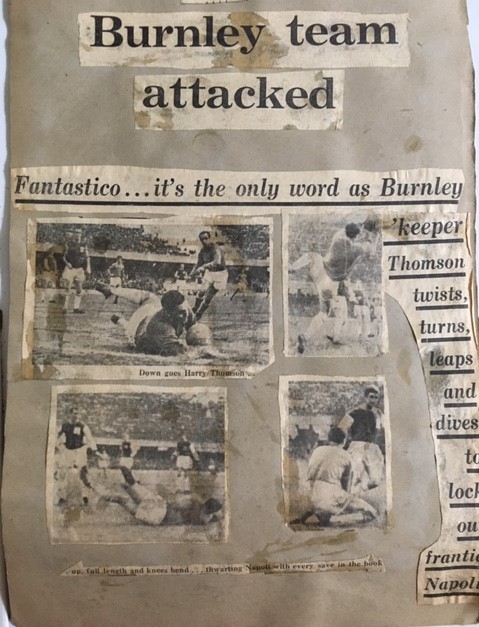 Burnley team
attacked
Fantastico...it's the only word as Burnley
'keeper
Thomson
twists,
turns,
leaps
and
dives
to
lock
ou
frantic
Napoli
Down goes Harry Thomson...
up, full length and knees bend... thwarting Napoli with every save in the book